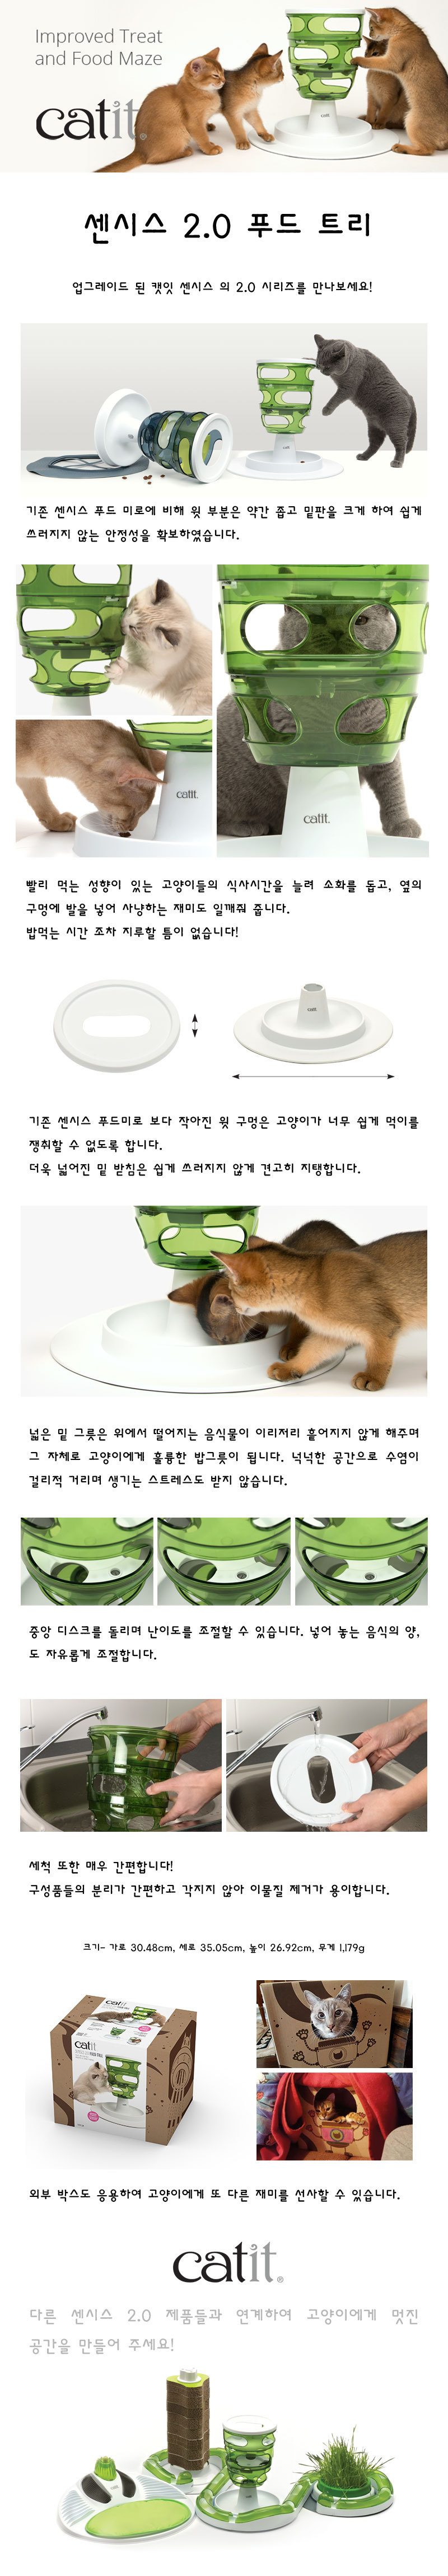 Improved Treat
and Food Maze
catit®
센시스 2.0 푸드 트리
업그레이드 된 캣잇 센시스 의 2.0 시리즈를 만나보세요!
기존 센시스 푸드 미로에 비해 윗 부분은 약간 좁고 밑판을 크게 하여 쉽게
쓰러지지 않는 안정성을 확보하였습니다.
catit.
catit.
빨리 먹는 성향이 있는 고양이들의 식사시간을 늘려 소화를 돕고, 옆의
구멍에 발을 넣어 사냥하는 재미도 일깨워 줍니다.
밥먹는 시간 조차 지루할 틈이 없습니다!
catit.
기존 센시스 푸드미로 보다 작아진 윗 구멍은 고양이가 너무 쉽게 먹이를
쟁취할 수 없도록 합니다.
더욱 넓어진 밑 받침은 쉽게 쓰러지지 않게 견고히 지탱합니다.
넓은 밑 그릇은 위에서 떨어지는 음식물이 이리저리 흩어지지 않게 해주며
그 자체로 고양이에게 훌륭한 밥그릇이 됩니다. 넉넉한 공간으로 수염이
걸리적 거리며 생기는 스트레스도 받지 않습니다.
중앙 디스크를 돌리며 난이도를 조절할 수 있습니다. 넣어 놓는 음식의 양,
도 자유롭게 조절합니다.
세척 또한 매우 간편합니다!
구성품들의 분리가 간편하고 각지지 않아 이물질 제거가 용이합니다.
크기- 가로 30.48cm, 세로 35.05cm, 높이 26.92cm, 무게 1,179g
catit
catit
외부 박스도 응용하여 고양이에게 또 다른 재미를 선사할 수 있습니다.
catit®
다른 센시스 2.0 제품들과 연계하여 고양이에게 멋진
공간을 만들어 주세요!